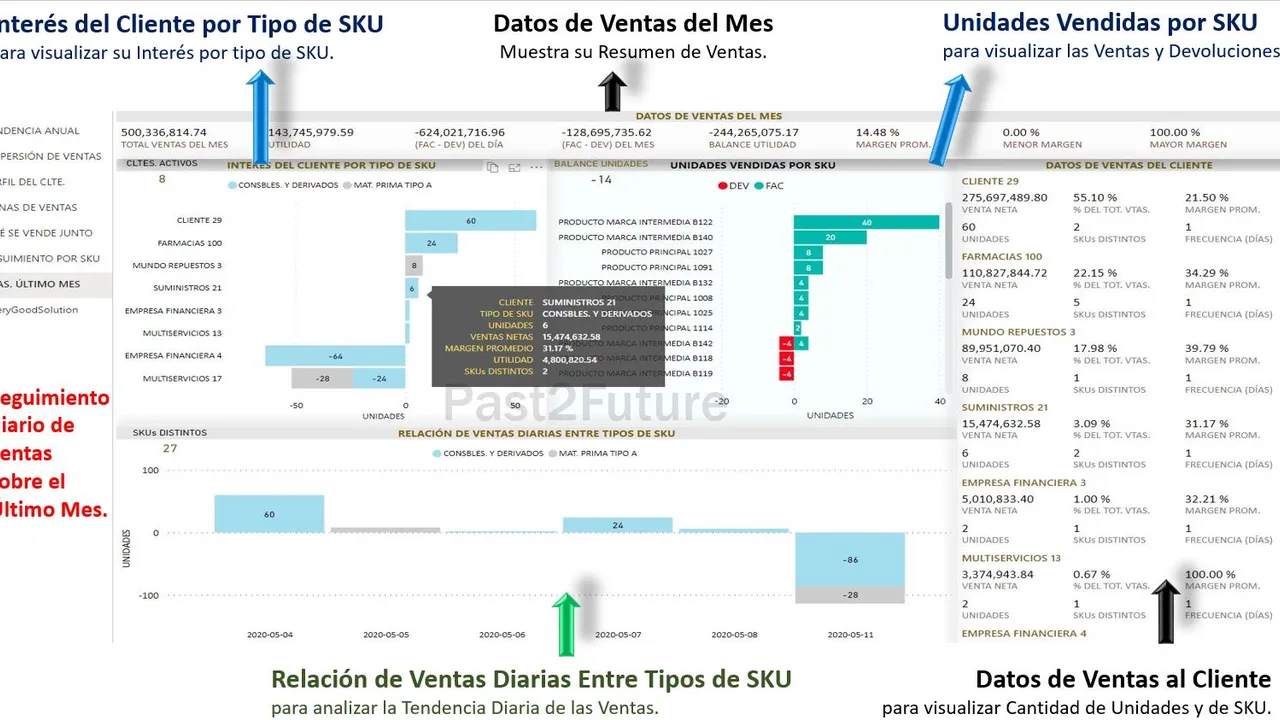 nterés del Cliente por Tipo de SKU
ara visualizar su Interés por tipo de SKU.
Datos de Ventas del Mes
Muestra su Resumen de Ventas.
Unidades Vendidas por SKU
para visualizar las Ventas y Devoluciones
NDENCIA ANUAL
PERSIÓN DE VENTAS
RFIL DEL CLTE.
NAS DE VENTAS
É SE VENDE JUNTO
GUIMIENTO POR SKU
AS, ÚLTIMO MES
eryGoodSolution
eguimiento
iario de
entas
obre el
Último Mes.
DATOS DE VENTAS DEL MES
500,336,814.74
TOTAL VENTAS DEL MES
143,745,979.59
UTILIDAD
-624,021,716.96
(FAC - DEV) DEL DÍA
-128,695,735.62
(FAC - DEV) DEL MES
-244,265,075.17
BALANCE UTILIDAD
14.48 %
MARGEN PROM.
0.00 %
MENOR MARGEN
100.00 %
MAYOR MARGEN
CLTES. ACTIVOS
8
INTERÉS DEL CLIENTE POR TIPO DE SKU
CONSBLES. Y DERIVADOS
MAT. PRIMA TIPO A
CLIENTE 29
60
FARMACIAS 100
24
MUNDO REPUESTOS 3
8
SUMINISTROS 21
6
EMPRESA FINANCIERA 3
MULTISERVICIOS 13
EMPRESA FINANCIERA 4
-64
MULTISERVICIOS 17
-28
-24
-50
0
50
UNIDADES
CLIENTE SUMINISTROS 21
TIPO DE SKU CONSBLES. Y DERIVADOS
UNIDADES 6
VENTAS NETAS 15,474,632.58
MARGEN PROMEDIO 31.17 %
UTILIDAD 4,800,820.54
SKUs DISTINTOS 2
BALANCE UNIDADES
-14
UNIDADES VENDIDAS POR SKU
DEV
FAC
PRODUCTO MARCA INTERMEDIA B122
40
PRODUCTO MARCA INTERMEDIA B140
20
PRODUCTO PRINCIPAL 1027
8
PRODUCTO PRINCIPAL 1091
8
PRODUCTO MARCA INTERMEDIA B132
4
PRODUCTO PRINCIPAL 1008
4
PRODUCTO PRINCIPAL 1025
4
PRODUCTO PRINCIPAL 1114
2
PRODUCTO MARCA INTERMEDIA B142
-4
4
PRODUCTO MARCA INTERMEDIA B118
-4
PRODUCTO MARCA INTERMEDIA B119
-4
-20
0
20
40
UNIDADES
Past2Future
SKUs DISTINTOS
27
RELACIÓN DE VENTAS DIARIAS ENTRE TIPOS DE SKU
CONSBLES. Y DERIVADOS
MAT. PRIMA TIPO A
UNIDADES
100
0
-100
60
24
-86
-28
2020-05-04
2020-05-05
2020-05-06
2020-05-07
2020-05-08
2020-05-11
DATOS DE VENTAS DEL CLIENTE
CLIENTE 29
275,697,489.80 55.10 % 21.50 %
VENTA NETA % DEL TOT. VTAS. MARGEN PROM.
60 2 1
UNIDADES SKUs DISTINTOS FRECUENCIA (DÍAS)
FARMACIAS 100
110,827,844.72 22.15 % 34.29 %
VENTA NETA % DEL TOT. VTAS. MARGEN PROM.
24 5 1
UNIDADES SKUs DISTINTOS FRECUENCIA (DÍAS)
MUNDO REPUESTOS 3
89,951,070.40 17.98 % 39.79 %
VENTA NETA % DEL TOT. VTAS. MARGEN PROM.
8 1 1
UNIDADES SKUs DISTINTOS FRECUENCIA (DÍAS)
SUMINISTROS 21
15,474,632.58 3.09 % 31.17 %
VENTA NETA % DEL TOT. VTAS. MARGEN PROM.
6 2 1
UNIDADES SKUs DISTINTOS FRECUENCIA (DÍAS)
EMPRESA FINANCIERA 3
5,010,833.40 1.00 % 32.21 %
VENTA NETA % DEL TOT. VTAS. MARGEN PROM.
2 1 1
UNIDADES SKUs DISTINTOS FRECUENCIA (DÍAS)
MULTISERVICIOS 13
3,374,943.84 0.67 % 100.00 %
VENTA NETA % DEL TOT. VTAS. MARGEN PROM.
2 1 1
UNIDADES SKUs DISTINTOS FRECUENCIA (DÍAS)
EMPRESA FINANCIERA 4
Relación de Ventas Diarias Entre Tipos de SKU
para analizar la Tendencia Diaria de las Ventas.
Datos de Ventas al Cliente
para visualizar Cantidad de Unidades y de SKU.